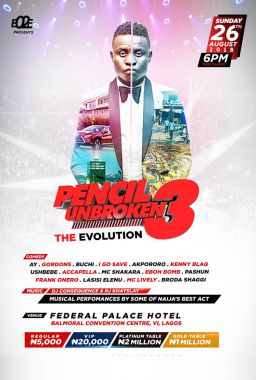 EO2E
PRESENTS
SUNDAY
26
AUGUST
2018
6PM
PENCIL
UNBROKEN 3
THE EVOLUTION
COMEDY
AY . GORDONS . BUCHI . I GO SAVE . AKPORORO . KENNY BLAQ
USHBEBE . ACCAPELLA . MC SHAKARA . EBOH BOMB . PASHUN
FRANK ONERO . LASISI ELENU . MC LIVELY . BRODA SHAGGI
MUSIC DJ CONSEQUENCE & DJ KHAYSLAY
MUSICAL PERFOMANCES BY SOME OF NAIJA'S BEST ACT
VENUE FEDERAL PALACE HOTEL
BALMORAL CONVENTION CENTRE, VI, LAGOS
REGULAR VIP PLATINUM TABLE GOLD TABLE
₦5,000 ₦20,000 ₦2 MILLION ₦1 MILLION